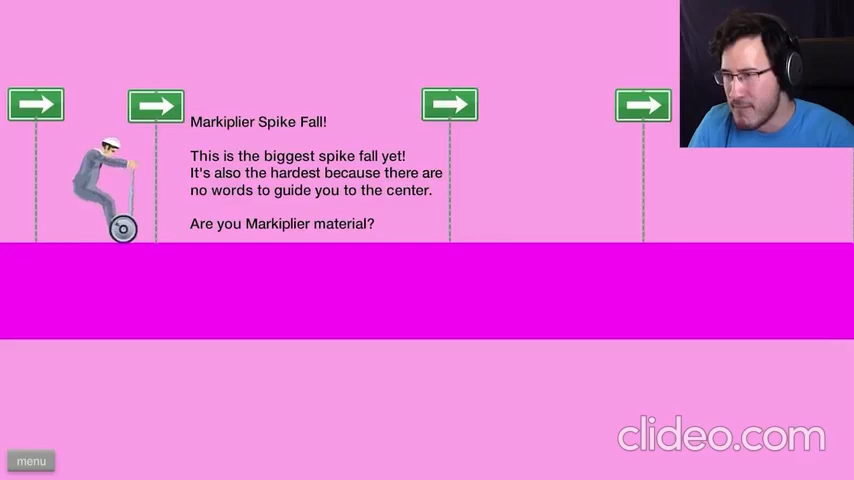 Markiplier Spike Fall!
This is the biggest spike fall yet!
It's also the hardest because there are
no words to guide you to the center.
Are you Markiplier material?
clideo.com
menu